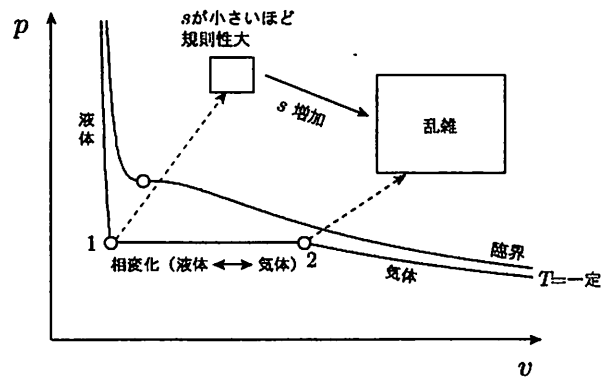 p
sが小さいほど
規則性大
s 増加
乱雑
液体
1
相変化（液体 ⟷ 気体）
2
臨界
気体
T=一定
v